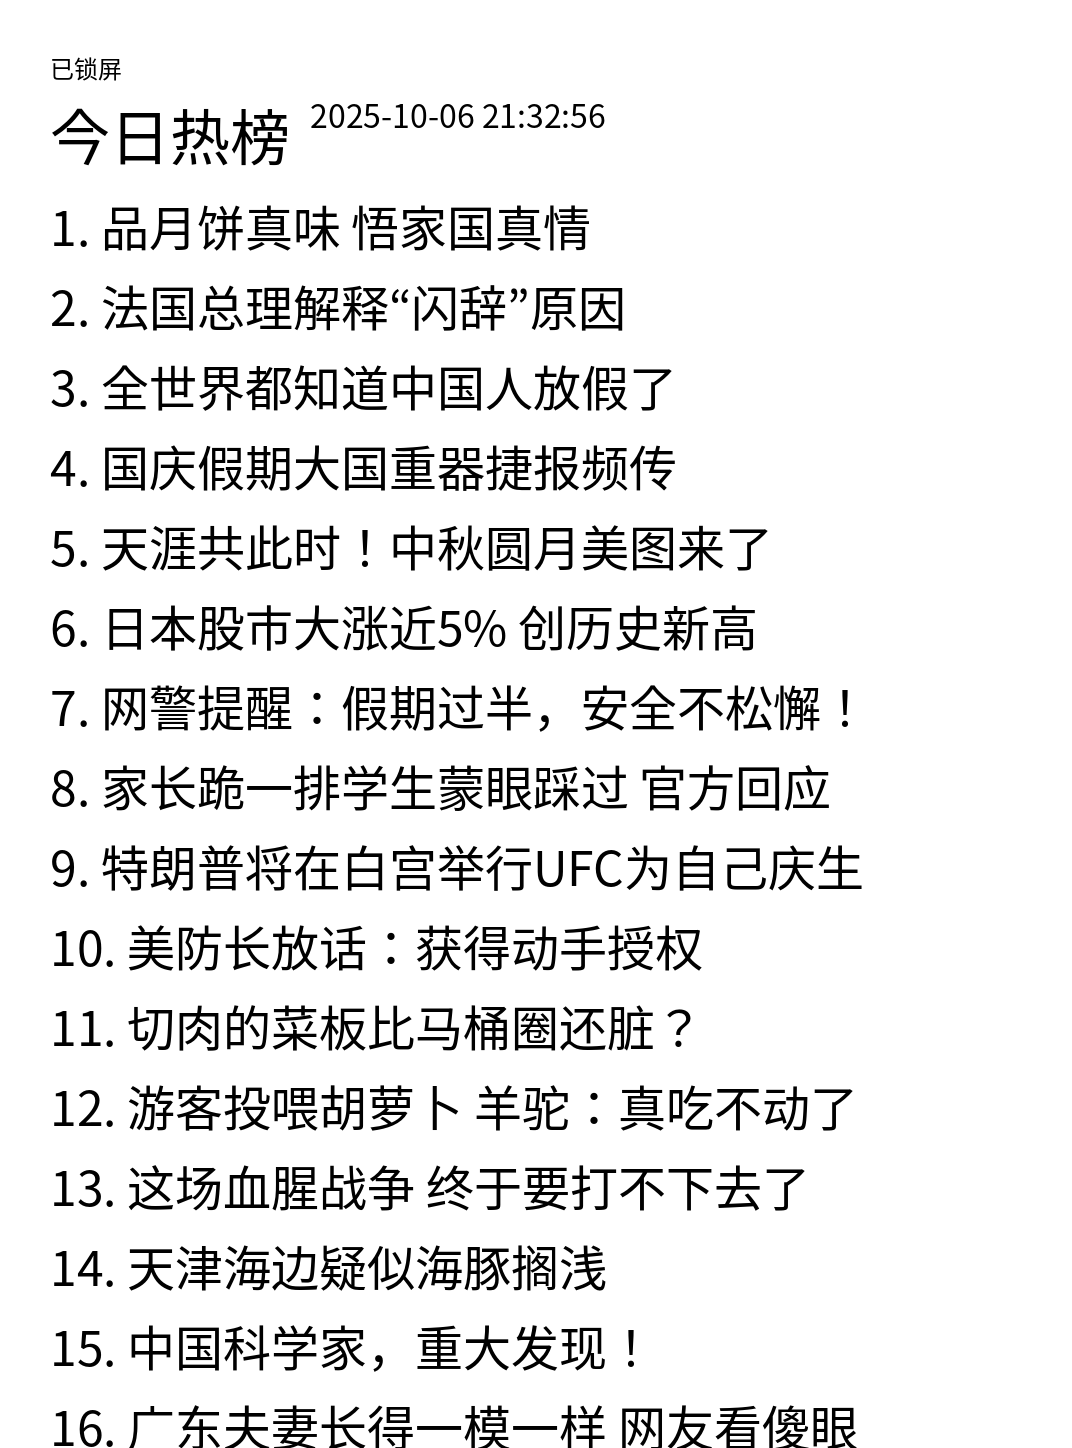 已锁屏
今日热榜 2025-10-06 21:32:56
1. 品月饼真味 悟家国真情
2. 法国总理解释“闪辞”原因
3. 全世界都知道中国人放假了
4. 国庆假期大国重器捷报频传
5. 天涯共此时！中秋圆月美图来了
6. 日本股市大涨近5% 创历史新高
7. 网警提醒：假期过半，安全不松懈！
8. 家长跪一排学生蒙眼踩过 官方回应
9. 特朗普将在白宫举行UFC为自己庆生
10. 美防长放话：获得动手授权
11. 切肉的菜板比马桶圈还脏？
12. 游客投喂胡萝卜 羊驼：真吃不动了
13. 这场血腥战争 终于要打不下去了
14. 天津海边疑似海豚搁浅
15. 中国科学家，重大发现！
16. 广东夫妻长得一模一样 网友看傻眼